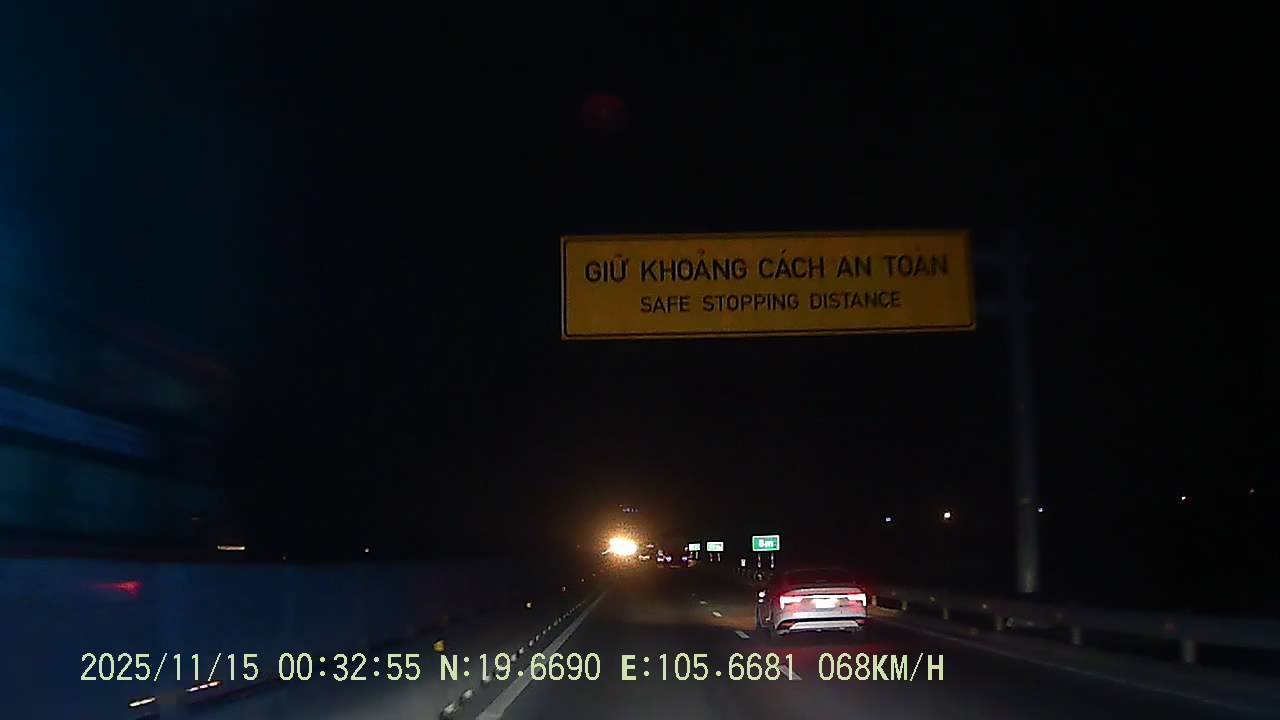 GIỮ KHOẢNG CÁCH AN TOÀN
SAFE STOPPING DISTANCE
2025/11/15 00:32:55 N:19.6690 E:105.6681 068KM/H